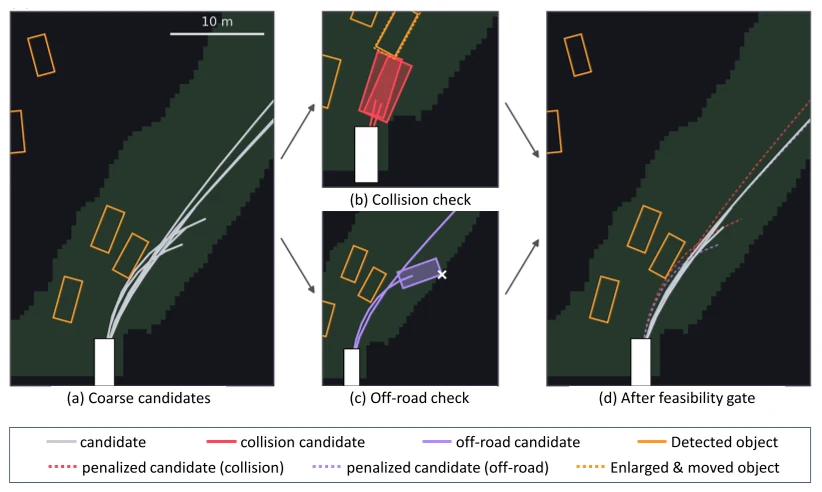 10 m
(a) Coarse candidates
(b) Collision check
(c) Off-road check
(d) After feasibility gate
candidate
collision candidate
off-road candidate
Detected object
penalized candidate (collision)
penalized candidate (off-road)
Enlarged & moved object